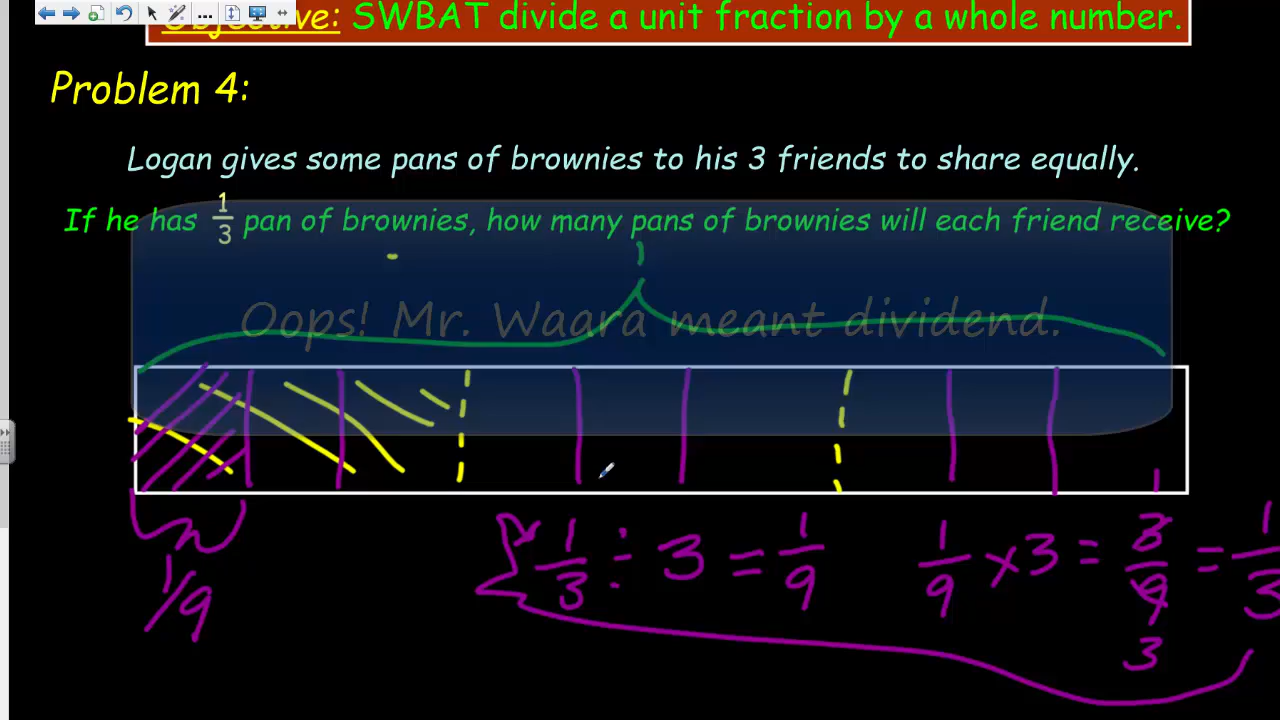 Objective: SWBAT divide a unit fraction by a whole number.
Problem 4:
Logan gives some pans of brownies to his 3 friends to share equally.
If he has 1/3 pan of brownies, how many pans of brownies will each friend receive?
1
Oops! Mr. Waara meant dividend.
1/3 ÷ 3 = 1/9
1/9 × 3 = 3/9 = 1/3
1
3
1/9